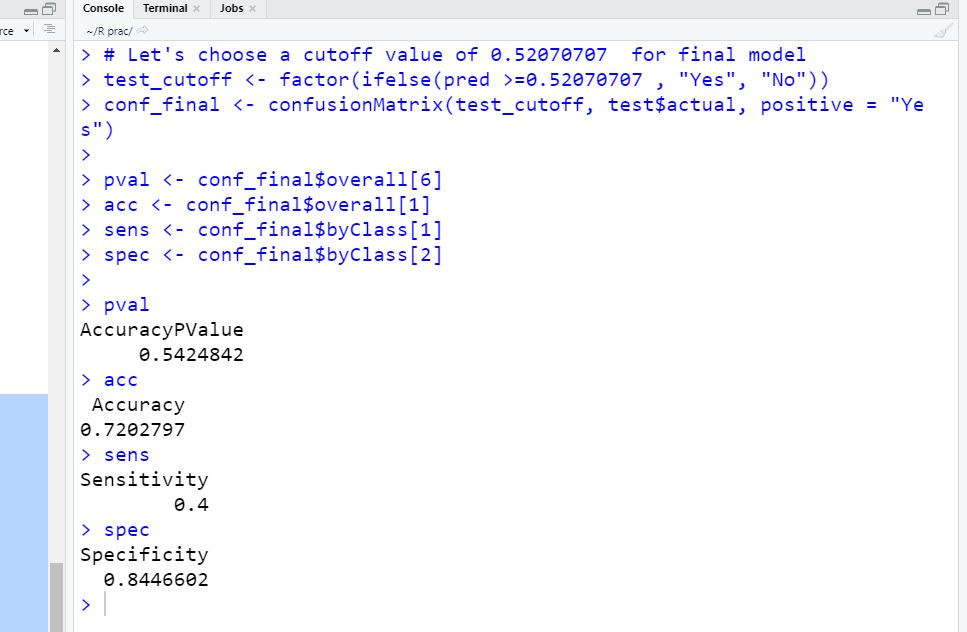 Console Terminal Jobs
rce
~/R prac/
> # Let's choose a cutoff value of 0.52070707  for final model
> test_cutoff <- factor(ifelse(pred >=0.52070707 , "Yes", "No"))
> conf_final <- confusionMatrix(test_cutoff, test$actual, positive = "Ye
s")
>
> pval <- conf_final$overall[6]
> acc <- conf_final$overall[1]
> sens <- conf_final$byClass[1]
> spec <- conf_final$byClass[2]
>
> pval
AccuracyPValue
     0.5424842
> acc
 Accuracy
0.7202797
> sens
Sensitivity
        0.4
> spec
Specificity
  0.8446602
>